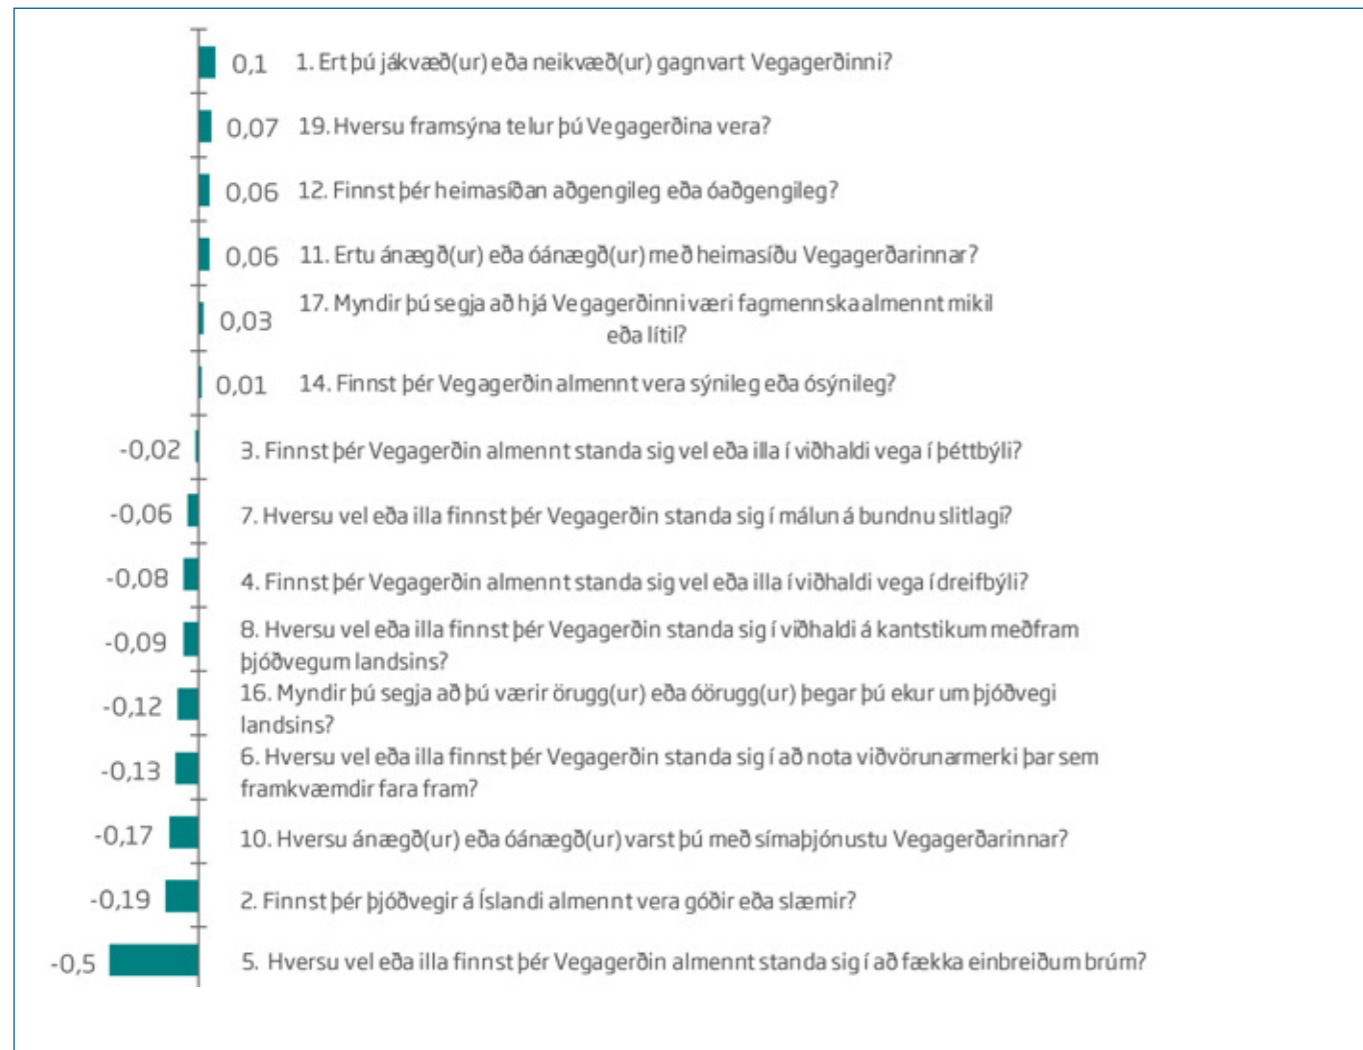 0,1 1. Ert þú jákvæð(ur) eða neikvæð(ur) gagnvart Vegagerðinni?
0,07 19. Hversu framsýna telur þú Vegagerðina vera?
0,06 12. Finnst þér heimasíðan aðgengileg eða óaðgengileg?
0,06 11. Ertu ánægð(ur) eða óánægð(ur) með heimasíðu Vegagerðarinnar?
0,03 17. Myndir þú segja að hjá Vegagerðinni væri fagmennska almennt mikil
eða lítil?
0,01 14. Finnst þér Vegagerðin almennt vera sýnileg eða ósýnileg?
-0,02 3. Finnst þér Vegagerðin almennt standa sig vel eða illa í viðhaldi vega í þéttbýli?
-0,06 7. Hversu vel eða illa finnst þér Vegagerðin standa sig í málun á bundnu slitlagi?
-0,08 4. Finnst þér Vegagerðin almennt standa sig vel eða illa í viðhaldi vega í dreifbýli?
-0,09 8. Hversu vel eða illa finnst þér Vegagerðin standa sig í viðhaldi á kantstikum meðfram
þjóðvegum landsins?
-0,12 16. Myndir þú segja að þú værir örugg(ur) eða óörugg(ur) þegar þú ekur um þjóðvegi
landsins?
-0,13 6. Hversu vel eða illa finnst þér Vegagerðin standa sig í að nota viðvörunarmerki þar sem
framkvæmdir fara fram?
-0,17 10. Hversu ánægð(ur) eða óánægð(ur) varst þú með símaþjónustu Vegagerðarinnar?
-0,19 2. Finnst þér þjóðvegir á Íslandi almennt vera góðir eða slæmir?
-0,5 5. Hversu vel eða illa finnst þér Vegagerðin almennt standa sig í að fækka einbreiðum brúm?